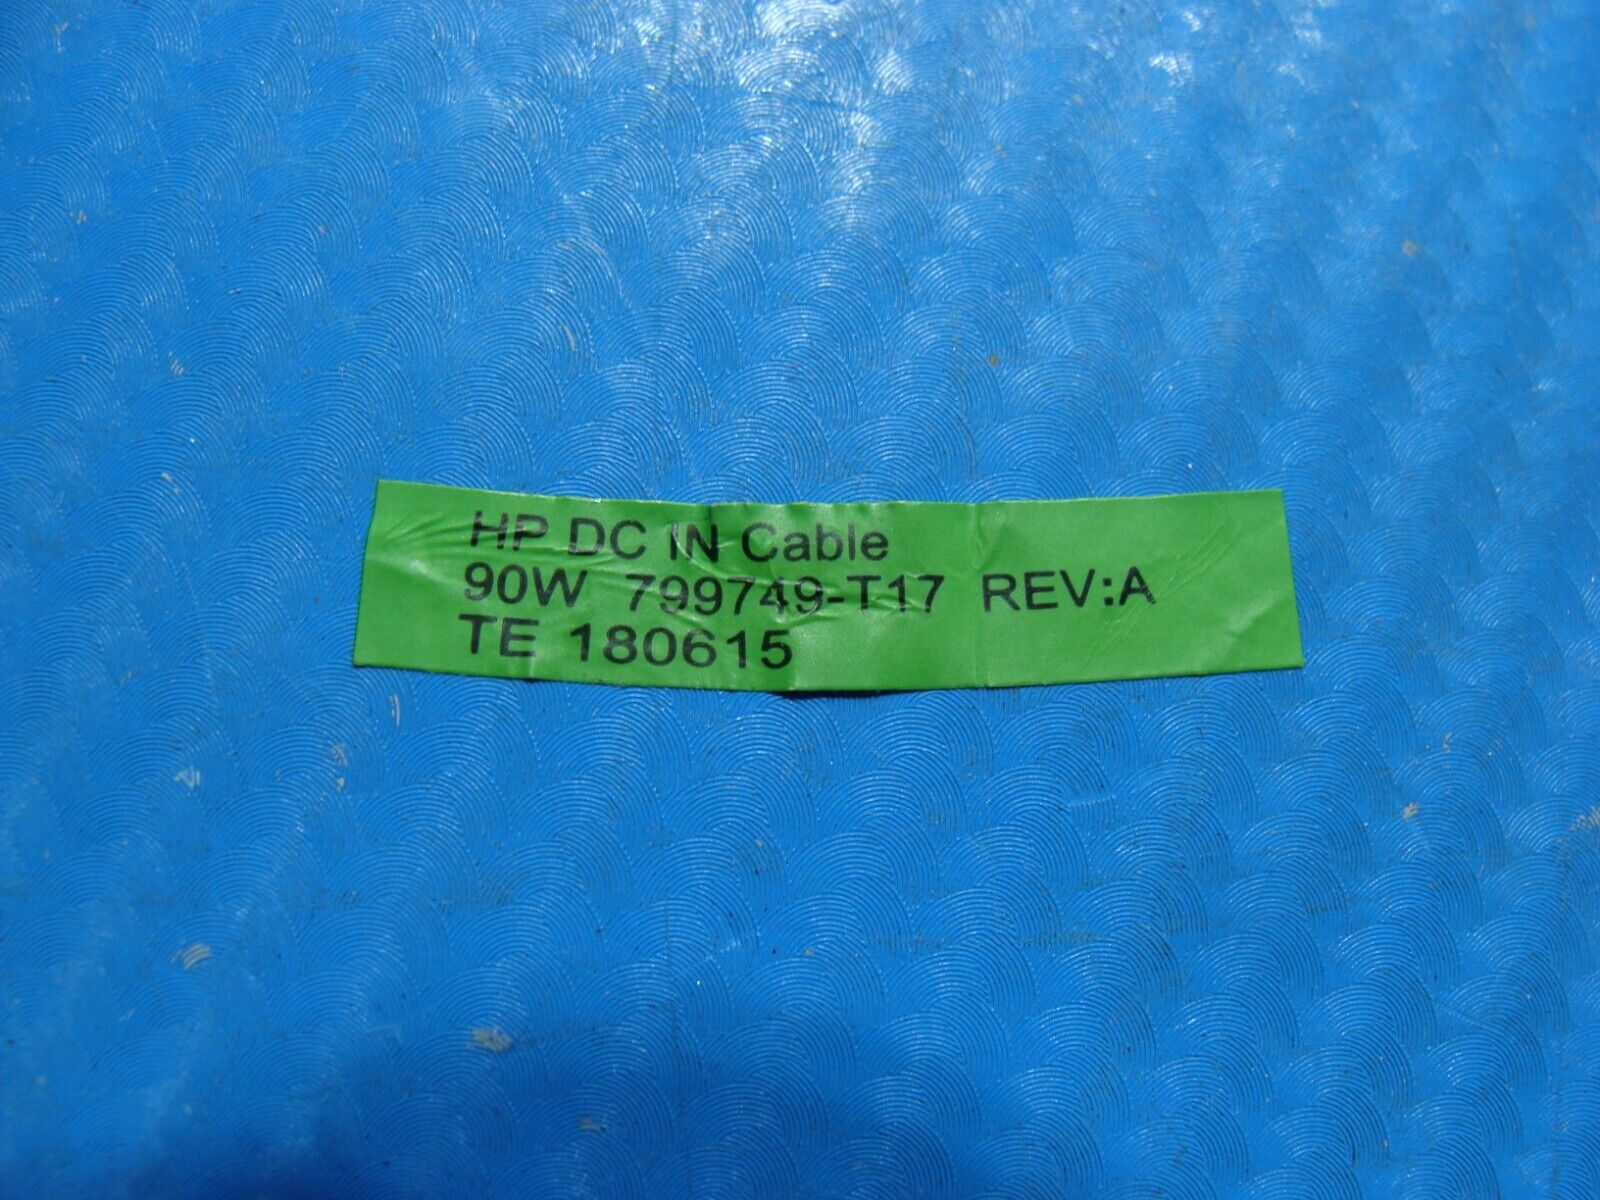 HP DC IN Cable
90W 799749-T17 REV:A
TE 180615